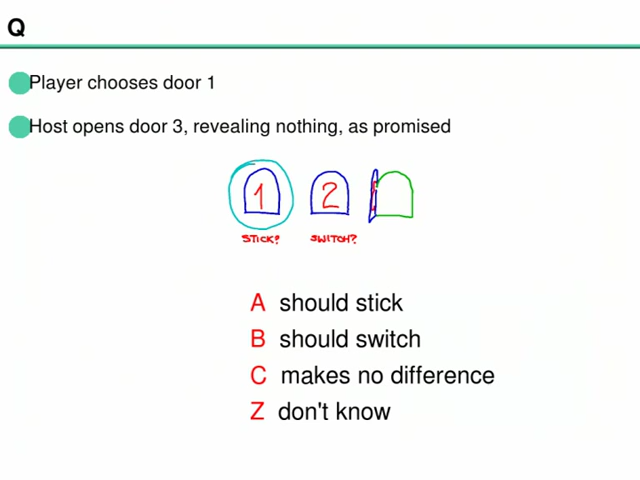 Q
Player chooses door 1
Host opens door 3, revealing nothing, as promised
1 2
STICK? SWITCH?
A should stick
B should switch
C makes no difference
Z don't know